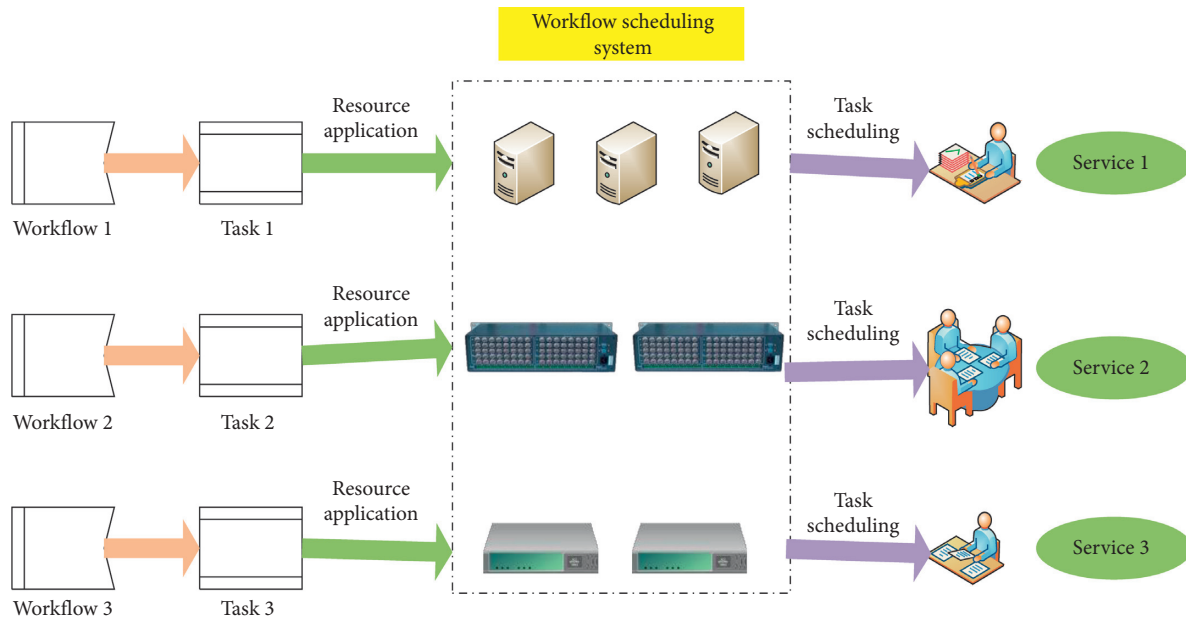 Workflow scheduling
system
Resource
application
Task
scheduling
Service 1
Workflow 1
Task 1
Resource
application
Task
scheduling
Service 2
Workflow 2
Task 2
Resource
application
Task
scheduling
Service 3
Workflow 3
Task 3